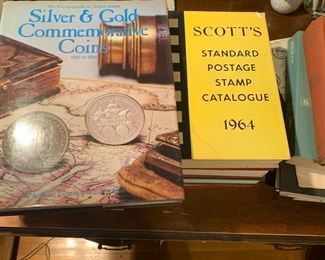 The Encyclopedia of United States
Silver & Gold
Commemorative
Coins
SCOTT'S
STANDARD
POSTAGE
STAMP
CATALOGUE
1964